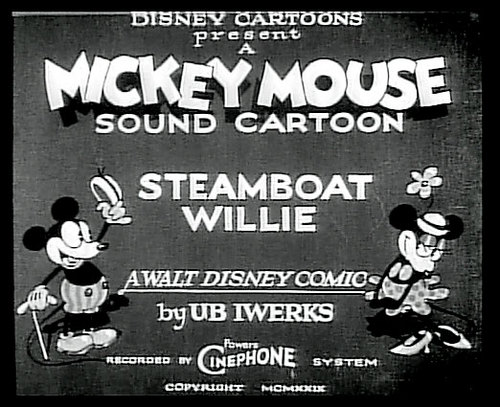 DISNEY CARTOONS
present
A
MICKEY MOUSE
SOUND CARTOON
STEAMBOAT
WILLIE
A WALT DISNEY COMIC
by UB IWERKS
Powers
RECORDED BY CINEPHONE SYSTEM
COPYRIGHT MCMXXIX